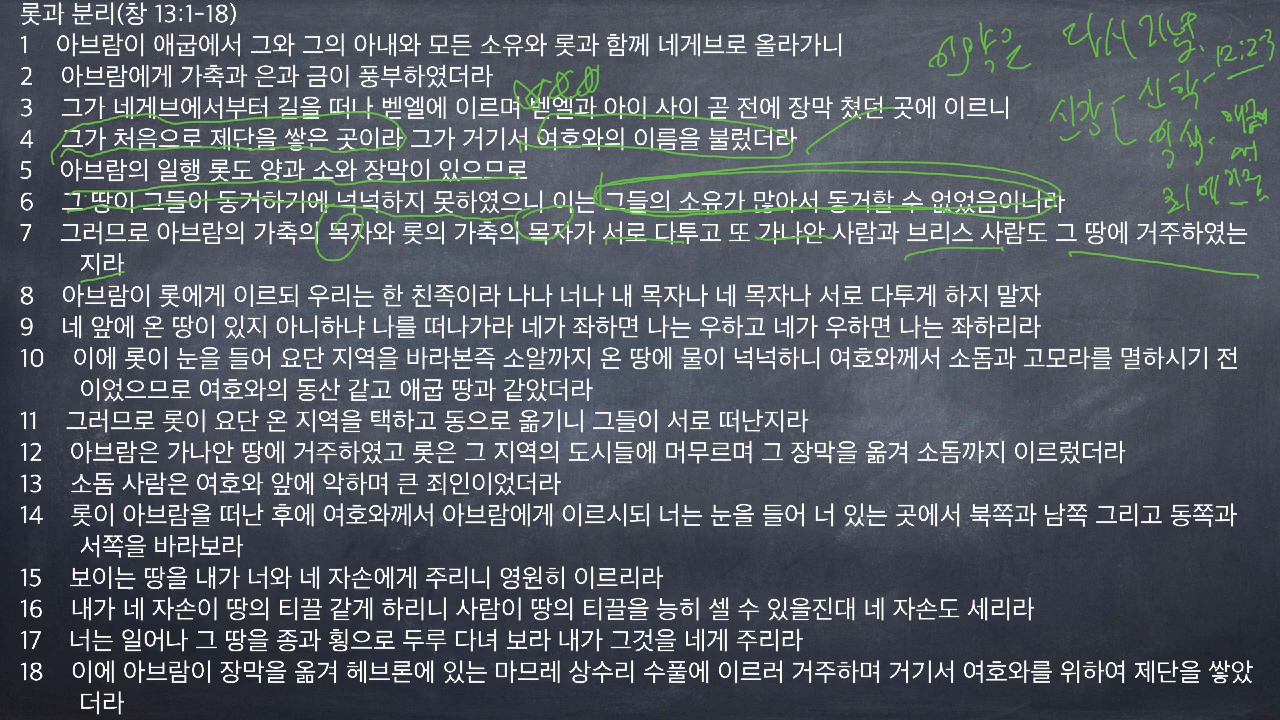 롯과 분리(창 13:1-18)
1 아브람이 애굽에서 그와 그의 아내와 모든 소유와 롯과 함께 네게브로 올라가니
2 아브람에게 가축과 은과 금이 풍부하였더라
3 그가 네게브에서부터 길을 떠나 벧엘에 이르며 벧엘과 아이 사이 곧 전에 장막 쳤던 곳에 이르니
4 그가 처음으로 제단을 쌓은 곳이라 그가 거기서 여호와의 이름을 불렀더라
5 아브람의 일행 롯도 양과 소와 장막이 있으므로
6 그 땅이 그들이 동거하기에 넉넉하지 못하였으니 이는 그들의 소유가 많아서 동거할 수 없었음이니라
7 그러므로 아브람의 가축의 목자와 롯의 가축의 목자가 서로 다투고 또 가나안 사람과 브리스 사람도 그 땅에 거주하였는
지라
8 아브람이 롯에게 이르되 우리는 한 친족이라 나나 너나 내 목자나 네 목자나 서로 다투게 하지 말자
9 네 앞에 온 땅이 있지 아니하냐 나를 떠나가라 네가 좌하면 나는 우하고 네가 우하면 나는 좌하리라
10 이에 롯이 눈을 들어 요단 지역을 바라본즉 소알까지 온 땅에 물이 넉넉하니 여호와께서 소돔과 고모라를 멸하시기 전
이었으므로 여호와의 동산 같고 애굽 땅과 같았더라
11 그러므로 롯이 요단 온 지역을 택하고 동으로 옮기니 그들이 서로 떠난지라
12 아브람은 가나안 땅에 거주하였고 롯은 그 지역의 도시들에 머무르며 그 장막을 옮겨 소돔까지 이르렀더라
13 소돔 사람은 여호와 앞에 악하며 큰 죄인이었더라
14 롯이 아브람을 떠난 후에 여호와께서 아브람에게 이르시되 너는 눈을 들어 너 있는 곳에서 북쪽과 남쪽 그리고 동쪽과
서쪽을 바라보라
15 보이는 땅을 내가 너와 네 자손에게 주리니 영원히 이르리라
16 내가 네 자손이 땅의 티끌 같게 하리니 사람이 땅의 티끌을 능히 셀 수 있을진대 네 자손도 세리라
17 너는 일어나 그 땅을 종과 횡으로 두루 다녀 보라 내가 그것을 네게 주리라
18 이에 아브람이 장막을 옮겨 헤브론에 있는 마므레 상수리 수풀에 이르러 거주하며 거기서 여호와를 위하여 제단을 쌓았
더라
다시 기념.
12:2-3